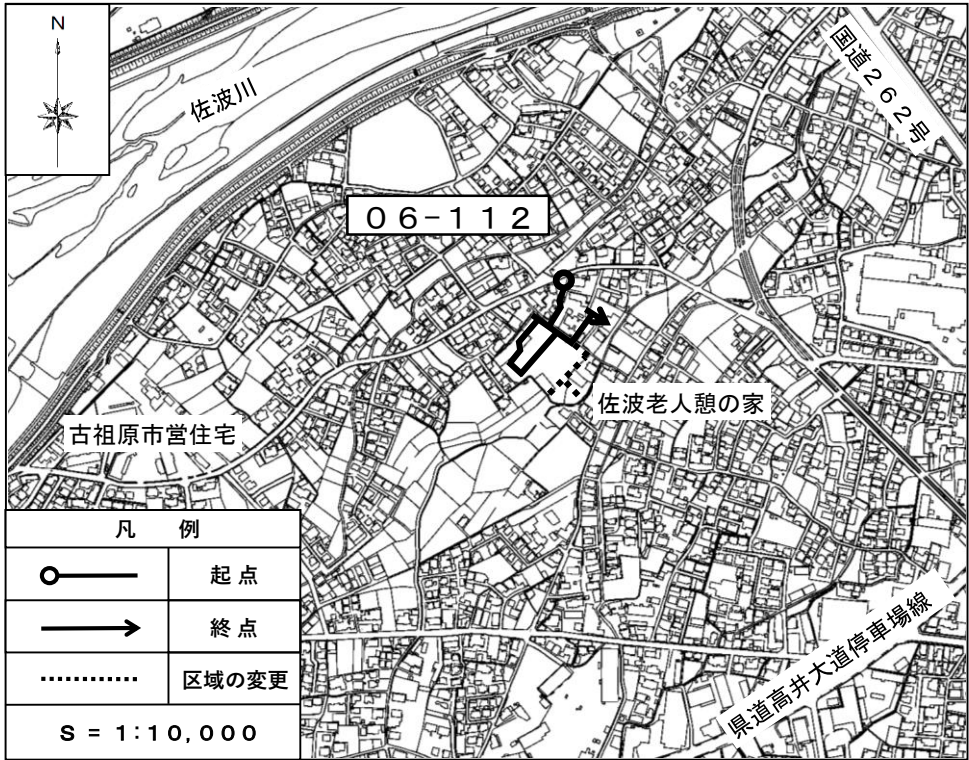 N
佐波川
国道262号
06-112
佐波老人憩の家
古祖原市営住宅
凡 例
起点
終点
区域の変更
S = 1:10,000
県道高井大道停車場線